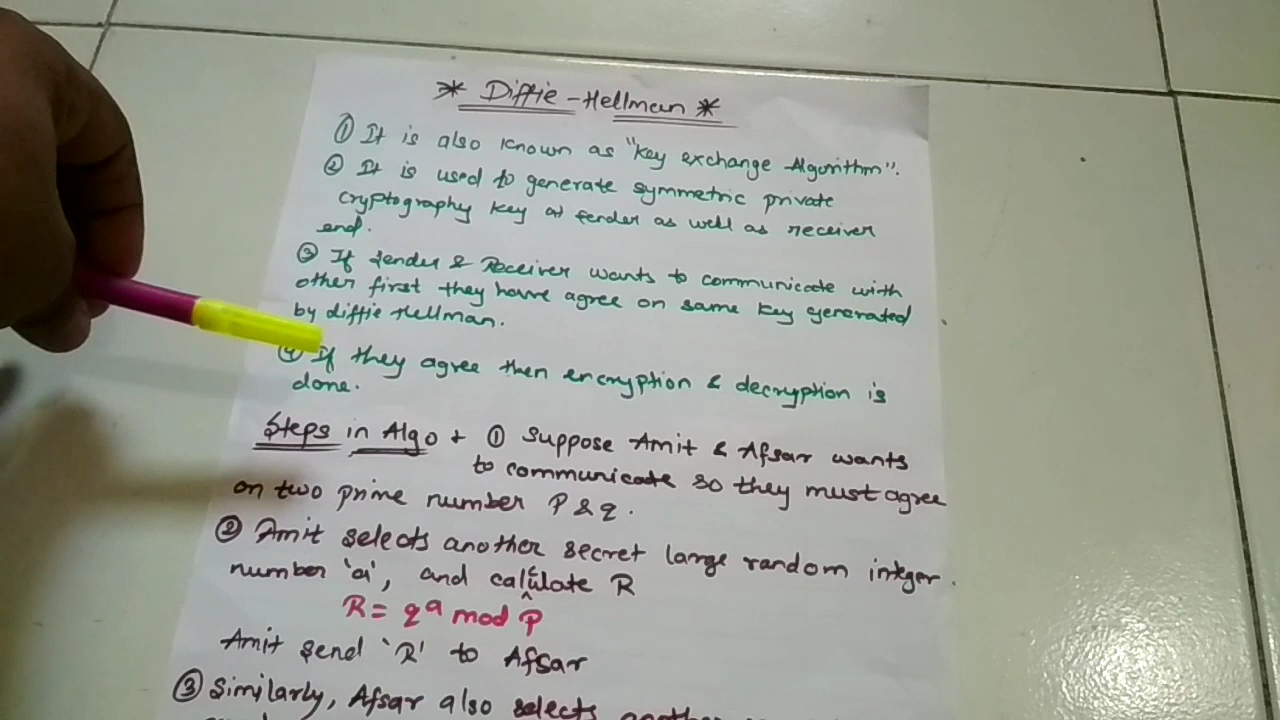 * Diffie-Hellman *
① It is also known as "key exchange Algorithm".
② It is used to generate symmetric private
cryptography key at sender as well as receiver
end.
③ If sender & Receiver wants to communicate with
other first they have agree on same key generated
by diffie Hellman.
④ If they agree then encryption & decryption is
done.
Steps in Algo + ① Suppose Amit & Afsar wants
to communicate so they must agree
on two prime number P & q.
② Amit selects another secret large random integer.
number 'a', and calculate R
R = q^a mod P
Amit send 'R' to Afsar
③ Similarly, Afsar also selects another